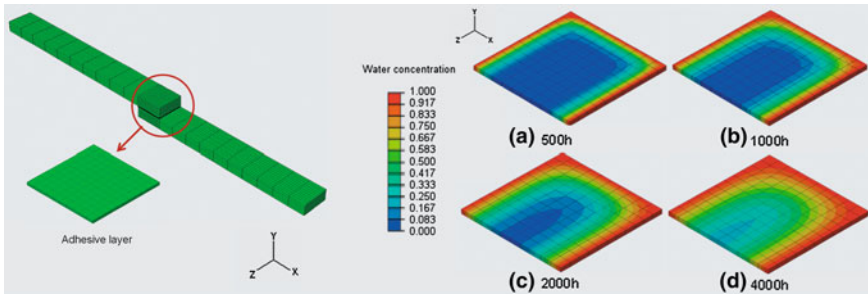 Adhesive layer
Y
Z
X
Y
Z
X
Water concentration
1.000
0.917
0.833
0.750
0.667
0.583
0.500
0.417
0.333
0.250
0.167
0.083
0.000
(a) 500h
(b) 1000h
(c) 2000h
(d) 4000h